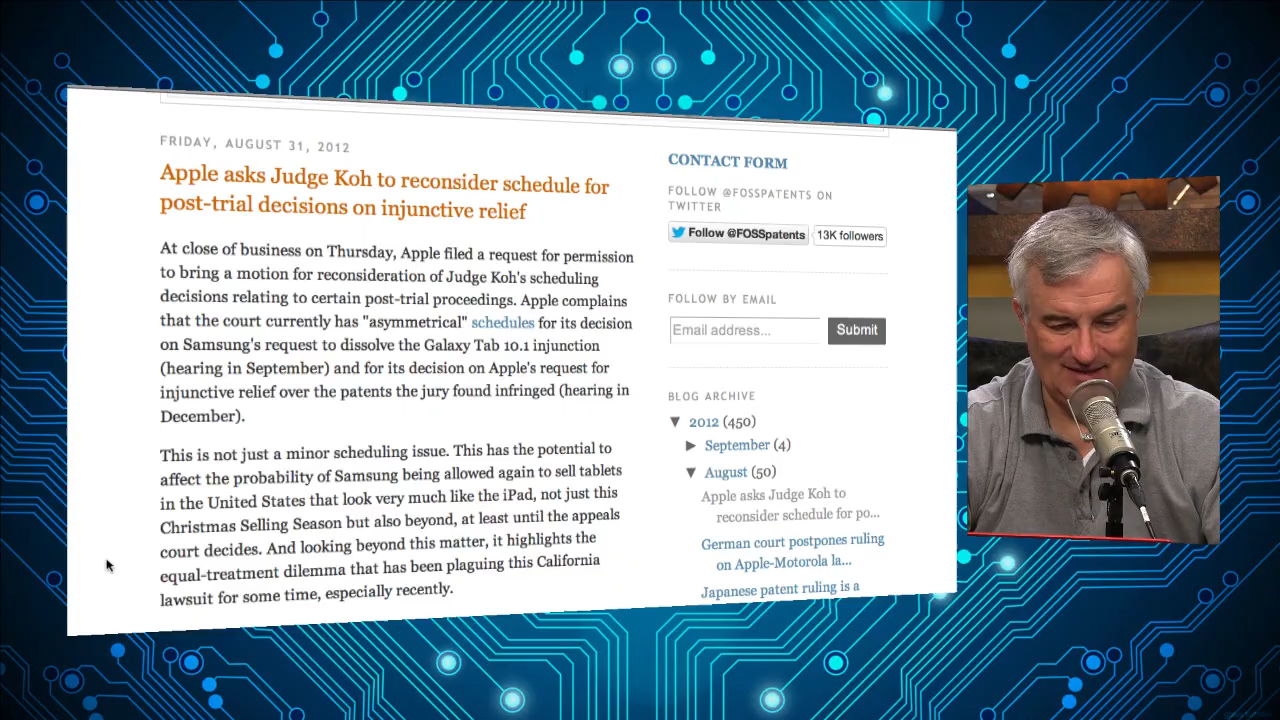 FRIDAY, AUGUST 31, 2012
Apple asks Judge Koh to reconsider schedule for
post-trial decisions on injunctive relief
At close of business on Thursday, Apple filed a request for permission
to bring a motion for reconsideration of Judge Koh's scheduling
decisions relating to certain post-trial proceedings. Apple complains
that the court currently has "asymmetrical" schedules for its decision
on Samsung's request to dissolve the Galaxy Tab 10.1 injunction
(hearing in September) and for its decision on Apple's request for
injunctive relief over the patents the jury found infringed (hearing in
December).
This is not just a minor scheduling issue. This has the potential to
affect the probability of Samsung being allowed again to sell tablets
in the United States that look very much like the iPad, not just this
Christmas Selling Season but also beyond, at least until the appeals
court decides. And looking beyond this matter, it highlights the
equal-treatment dilemma that has been plaguing this California
lawsuit for some time, especially recently.
CONTACT FORM
FOLLOW @FOSSPATENTS ON
TWITTER
Follow @FOSSpatents 13K followers
FOLLOW BY EMAIL
Email address... Submit
BLOG ARCHIVE
▼ 2012 (450)
► September (4)
▼ August (50)
Apple asks Judge Koh to
reconsider schedule for po...
German court postpones ruling
on Apple-Motorola la...
Japanese patent ruling is a